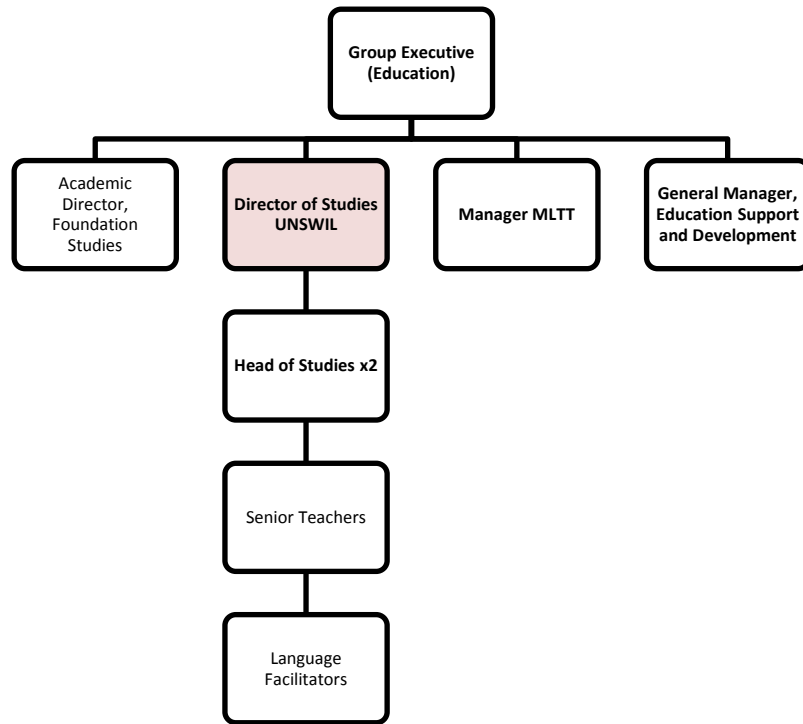 Group Executive
(Education)
Academic
Director,
Foundation
Studies
Director of Studies
UNSWIL
Manager MLTT
General Manager,
Education Support
and Development
Head of Studies x2
Senior Teachers
Language
Facilitators